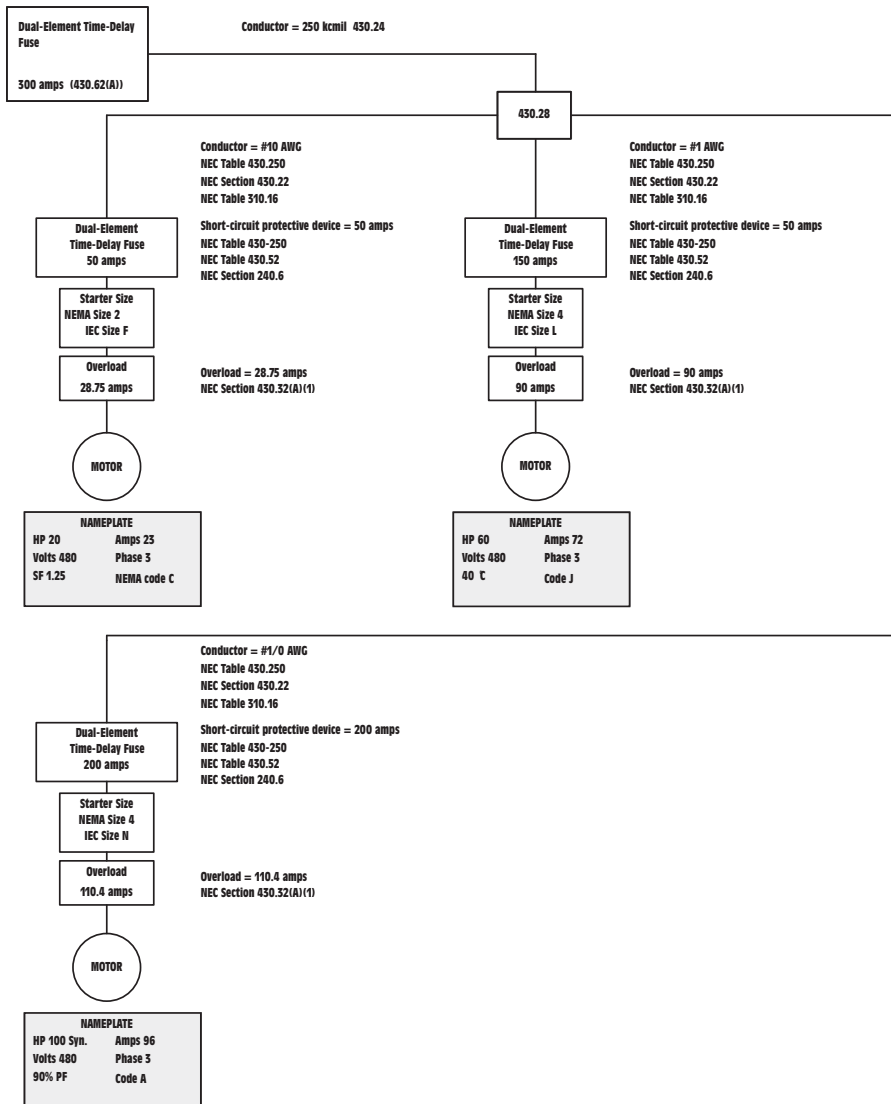 Dual-Element Time-Delay
Fuse
300 amps (430.62(A))
Conductor = 250 kcmil 430.24
430.28
Conductor = #10 AWG
NEC Table 430.250
NEC Section 430.22
NEC Table 310.16
Dual-Element
Time-Delay Fuse
50 amps
Short-circuit protective device = 50 amps
NEC Table 430-250
NEC Table 430.52
NEC Section 240.6
Starter Size
NEMA Size 2
IEC Size F
Overload
28.75 amps
Overload = 28.75 amps
NEC Section 430.32(A)(1)
MOTOR
NAMEPLATE
HP 20 Amps 23
Volts 480 Phase 3
SF 1.25 NEMA code C
Conductor = #1 AWG
NEC Table 430.250
NEC Section 430.22
NEC Table 310.16
Dual-Element
Time-Delay Fuse
150 amps
Short-circuit protective device = 50 amps
NEC Table 430-250
NEC Table 430.52
NEC Section 240.6
Starter Size
NEMA Size 4
IEC Size L
Overload
90 amps
Overload = 90 amps
NEC Section 430.32(A)(1)
MOTOR
NAMEPLATE
HP 60 Amps 72
Volts 480 Phase 3
40 °C Code J
Conductor = #1/0 AWG
NEC Table 430.250
NEC Section 430.22
NEC Table 310.16
Dual-Element
Time-Delay Fuse
200 amps
Short-circuit protective device = 200 amps
NEC Table 430-250
NEC Table 430.52
NEC Section 240.6
Starter Size
NEMA Size 4
IEC Size N
Overload
110.4 amps
Overload = 110.4 amps
NEC Section 430.32(A)(1)
MOTOR
NAMEPLATE
HP 100 Syn. Amps 96
Volts 480 Phase 3
90% PF Code A